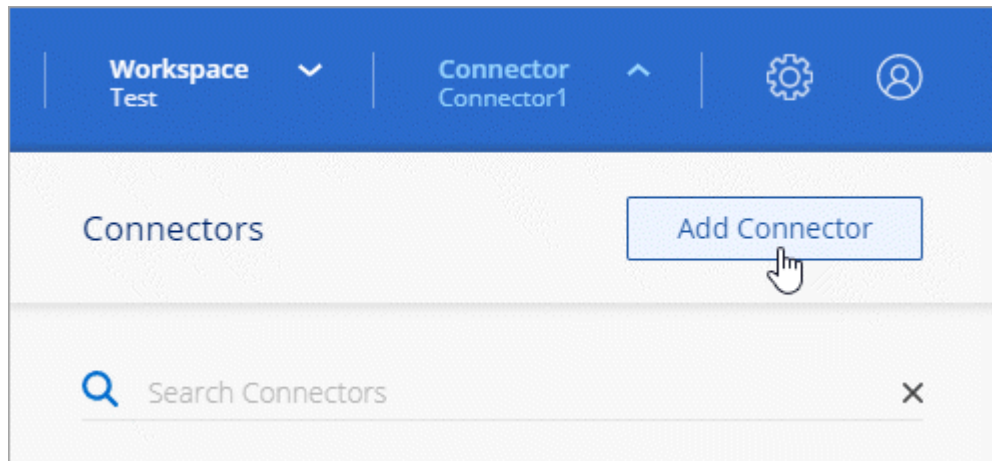 Workspace
Test
Connector
Connector1
Connectors
Add Connector
Search Connectors